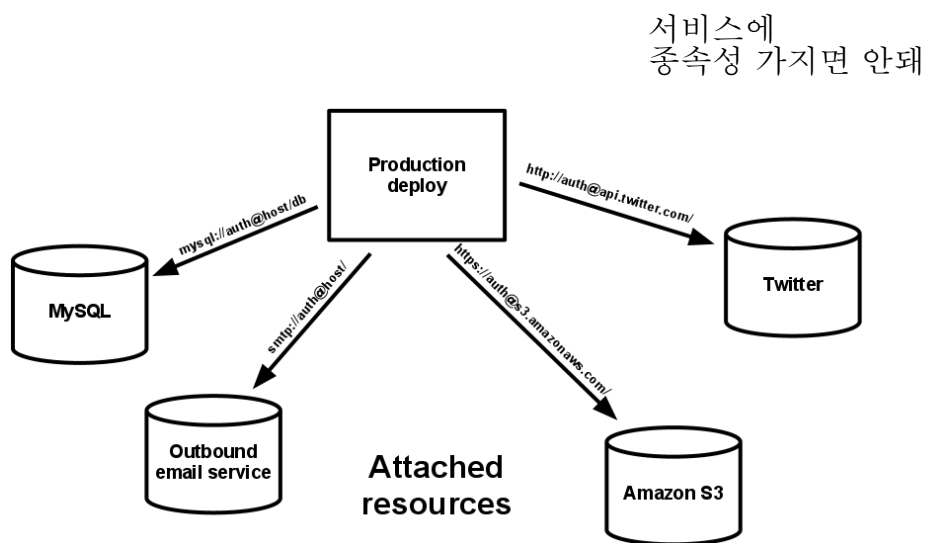 서비스에
종속성 가지면 안돼
Production
deploy
mysql://auth@host/db
http://auth@api.twitter.com/
smtp://auth@host/
https://auth@s3.amazonaws.com/
MySQL
Twitter
Outbound
email service
Attached
resources
Amazon S3